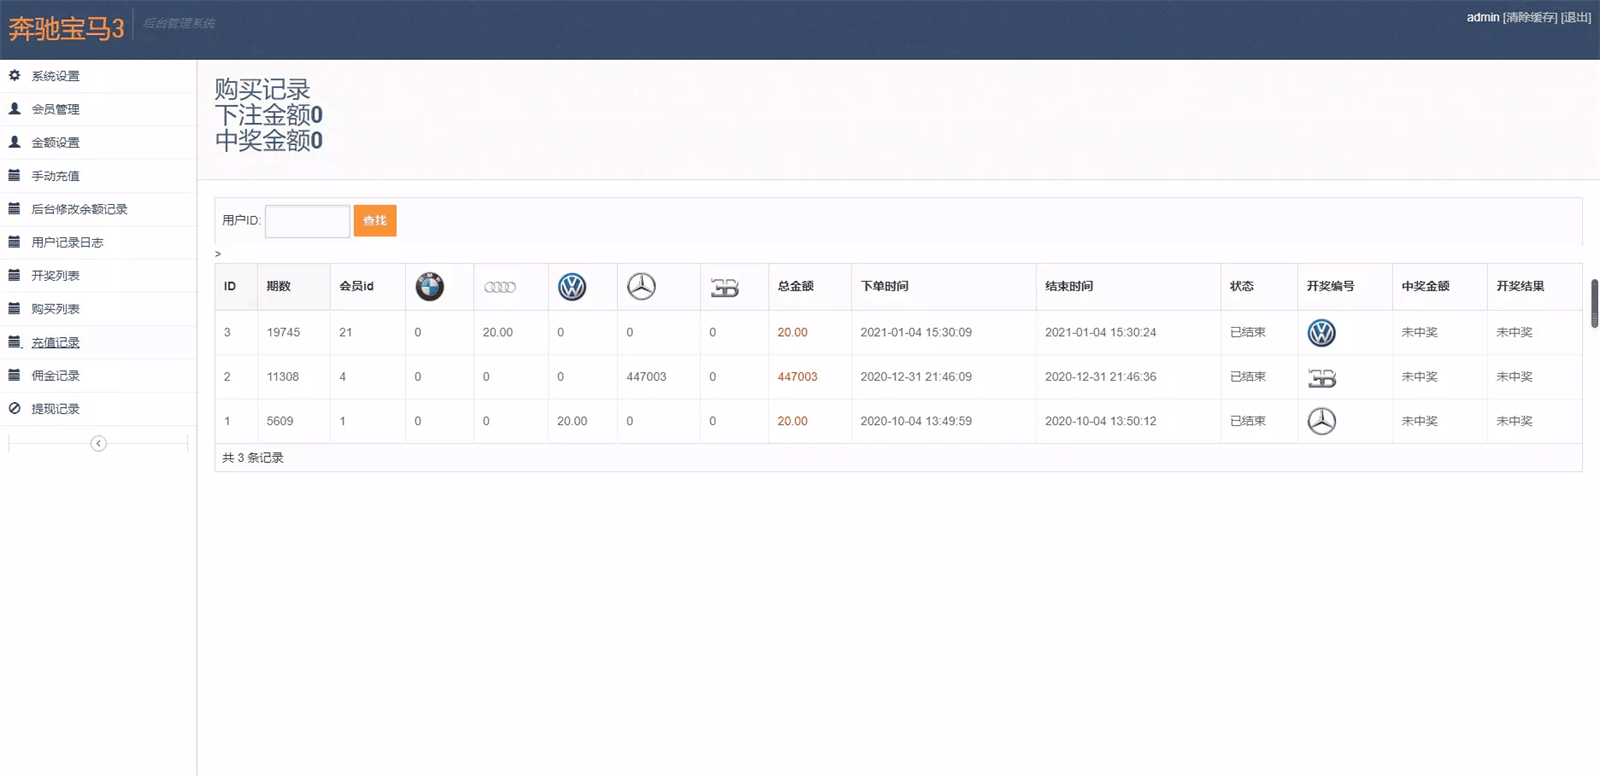 奔驰宝马3
后台管理系统
admin [清除缓存] [退出]
系统设置
会员管理
金额设置
手动充值
后台修改余额记录
用户记录日志
开奖列表
购买列表
充值记录
佣金记录
提现记录
购买记录
下注金额0
中奖金额0
用户ID: 查找
>
ID 期数 会员id 总金额 下单时间 结束时间 状态 开奖编号 中奖金额 开奖结果
3 19745 21 0 20.00 0 0 0 20.00 2021-01-04 15:30:09 2021-01-04 15:30:24 已结束 未中奖 未中奖
2 11308 4 0 0 0 447003 0 447003 2020-12-31 21:46:09 2020-12-31 21:46:36 已结束 未中奖 未中奖
1 5609 1 0 0 20.00 0 0 20.00 2020-10-04 13:49:59 2020-10-04 13:50:12 已结束 未中奖 未中奖
共 3 条记录